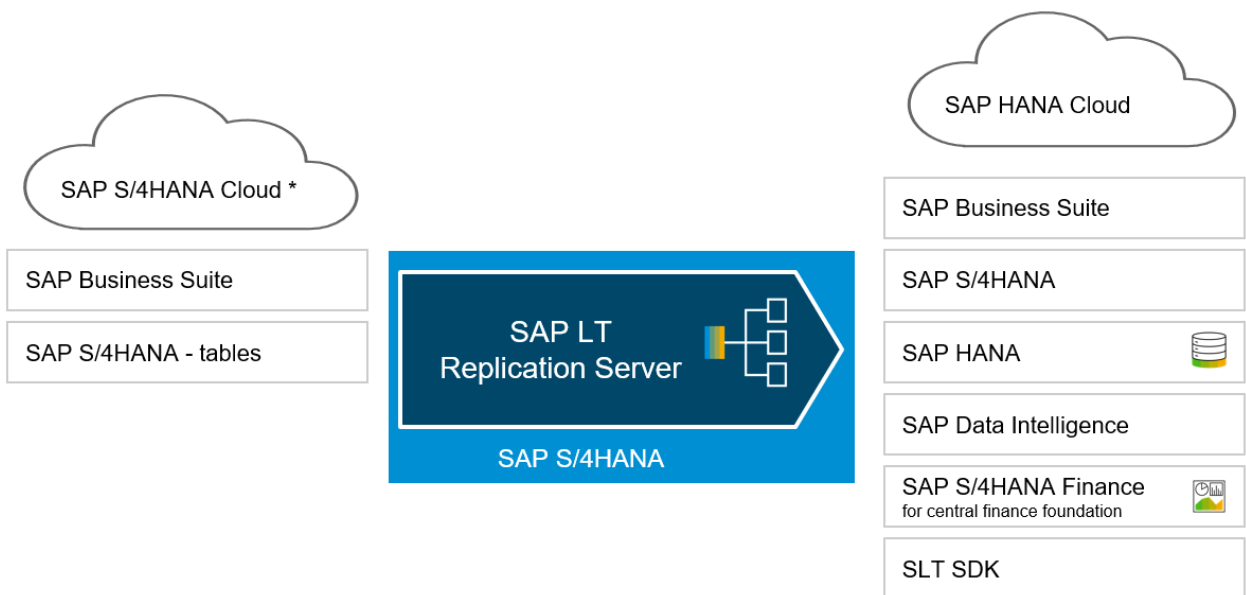 SAP S/4HANA Cloud *
SAP Business Suite
SAP S/4HANA - tables
SAP LT
Replication Server
SAP S/4HANA
SAP HANA Cloud
SAP Business Suite
SAP S/4HANA
SAP HANA
SAP Data Intelligence
SAP S/4HANA Finance
for central finance foundation
SLT SDK